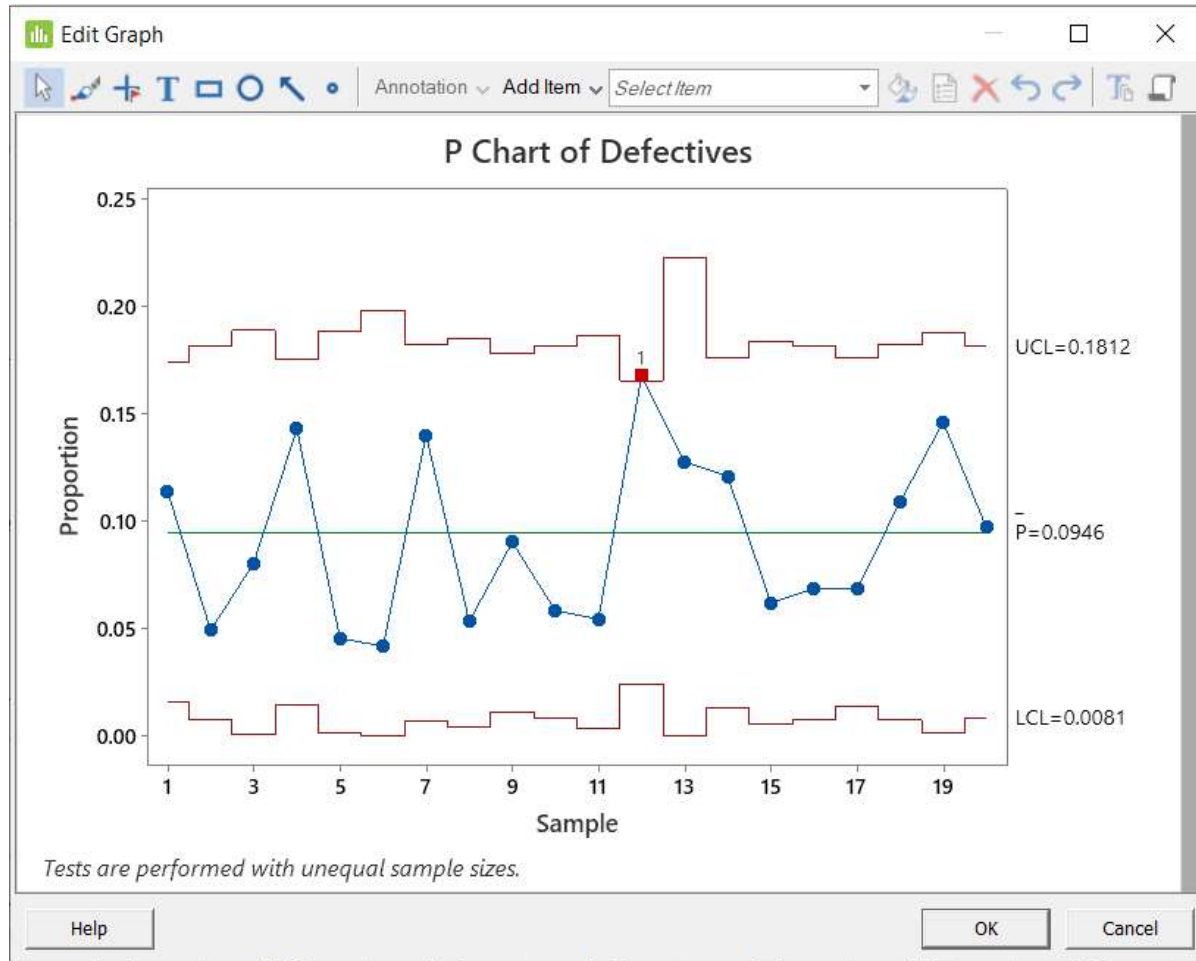 Edit Graph
T Annotation Add Item Select Item
P Chart of Defectives
0.25
0.20
0.15
0.10
0.05
0.00
Proportion
1
UCL=0.1812
P̅=0.0946
LCL=0.0081
1 3 5 7 9 11 13 15 17 19
Sample
Tests are performed with unequal sample sizes.
Help OK Cancel